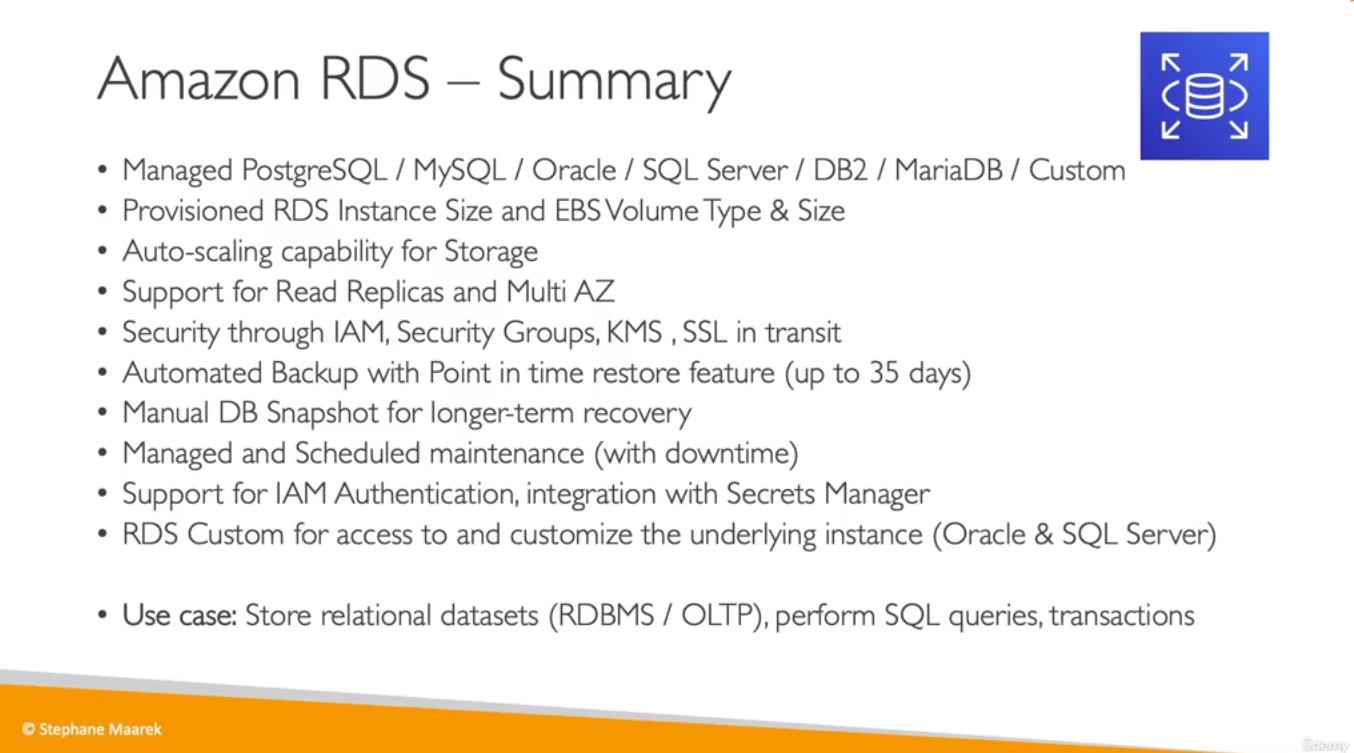 Amazon RDS – Summary
• Managed PostgreSQL / MySQL / Oracle / SQL Server / DB2 / MariaDB / Custom
• Provisioned RDS Instance Size and EBS Volume Type & Size
• Auto-scaling capability for Storage
• Support for Read Replicas and Multi AZ
• Security through IAM, Security Groups, KMS , SSL in transit
• Automated Backup with Point in time restore feature (up to 35 days)
• Manual DB Snapshot for longer-term recovery
• Managed and Scheduled maintenance (with downtime)
• Support for IAM Authentication, integration with Secrets Manager
• RDS Custom for access to and customize the underlying instance (Oracle & SQL Server)
• Use case: Store relational datasets (RDBMS / OLTP), perform SQL queries, transactions
© Stephane Maarek
ûdemy